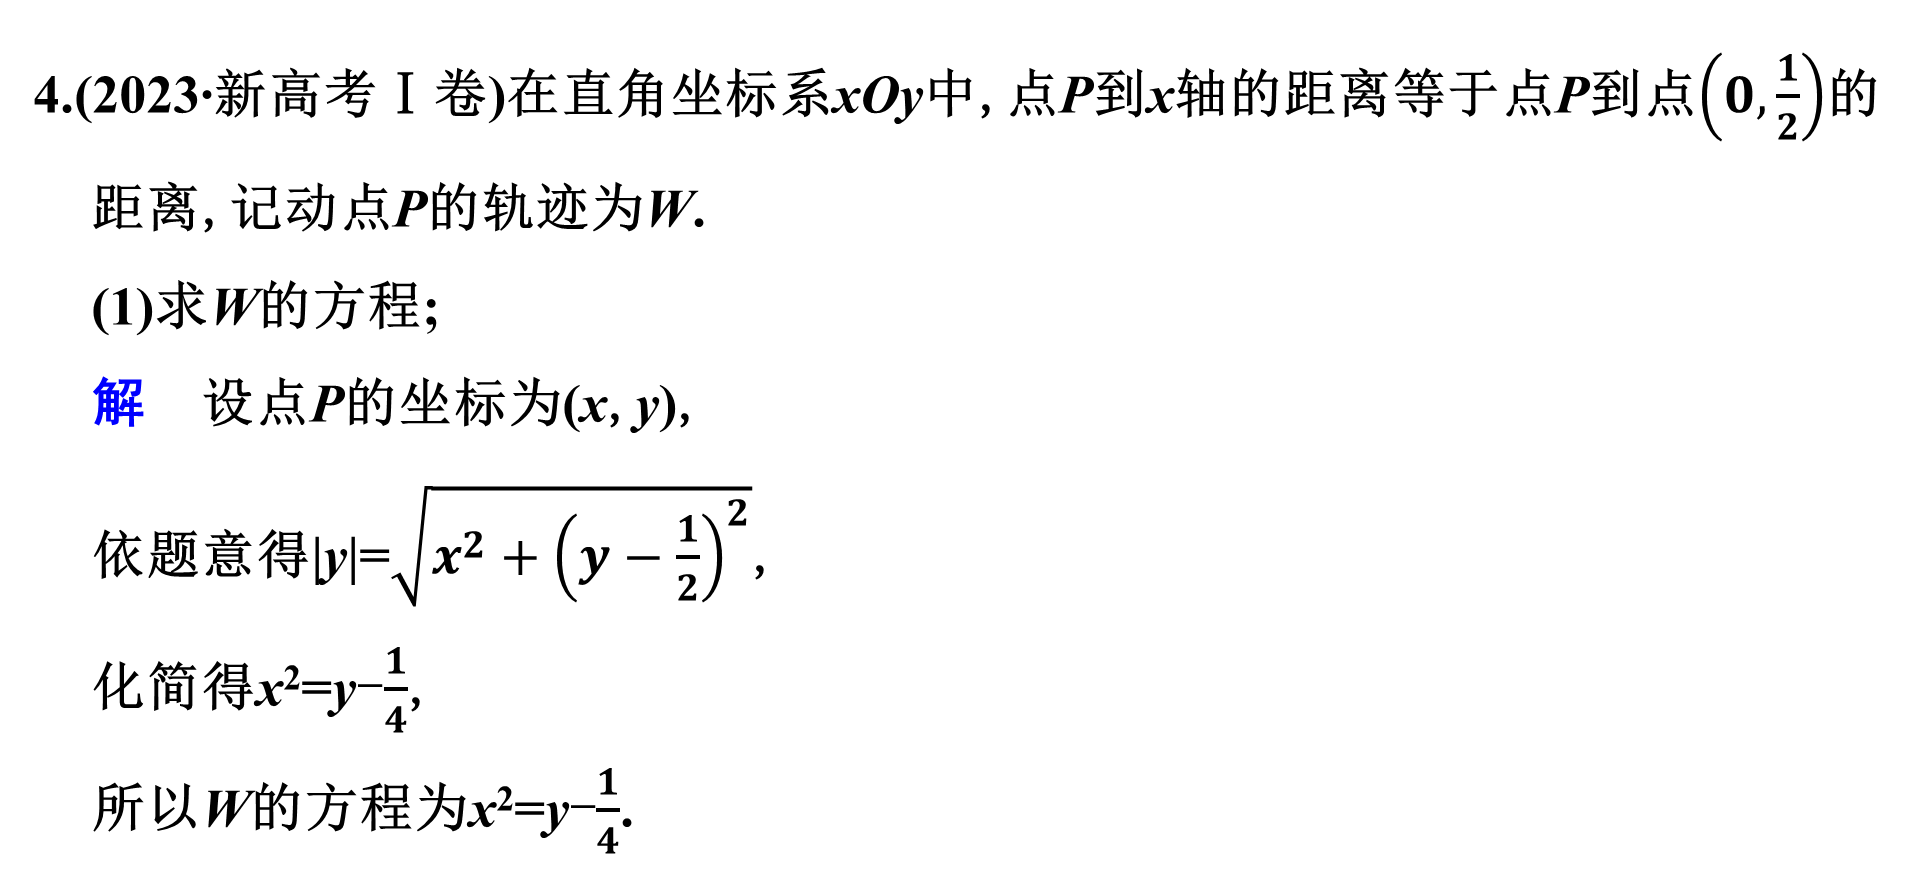 4.(2023·新高考Ⅰ卷)在直角坐标系xOy中, 点P到x轴的距离等于点P到点(0, 1/2)的
距离, 记动点P的轨迹为W.
(1)求W的方程;
解 设点P的坐标为(x, y),
依题意得|y|=√(x²+(y−1/2)²),
化简得x²=y−1/4,
所以W的方程为x²=y−1/4.